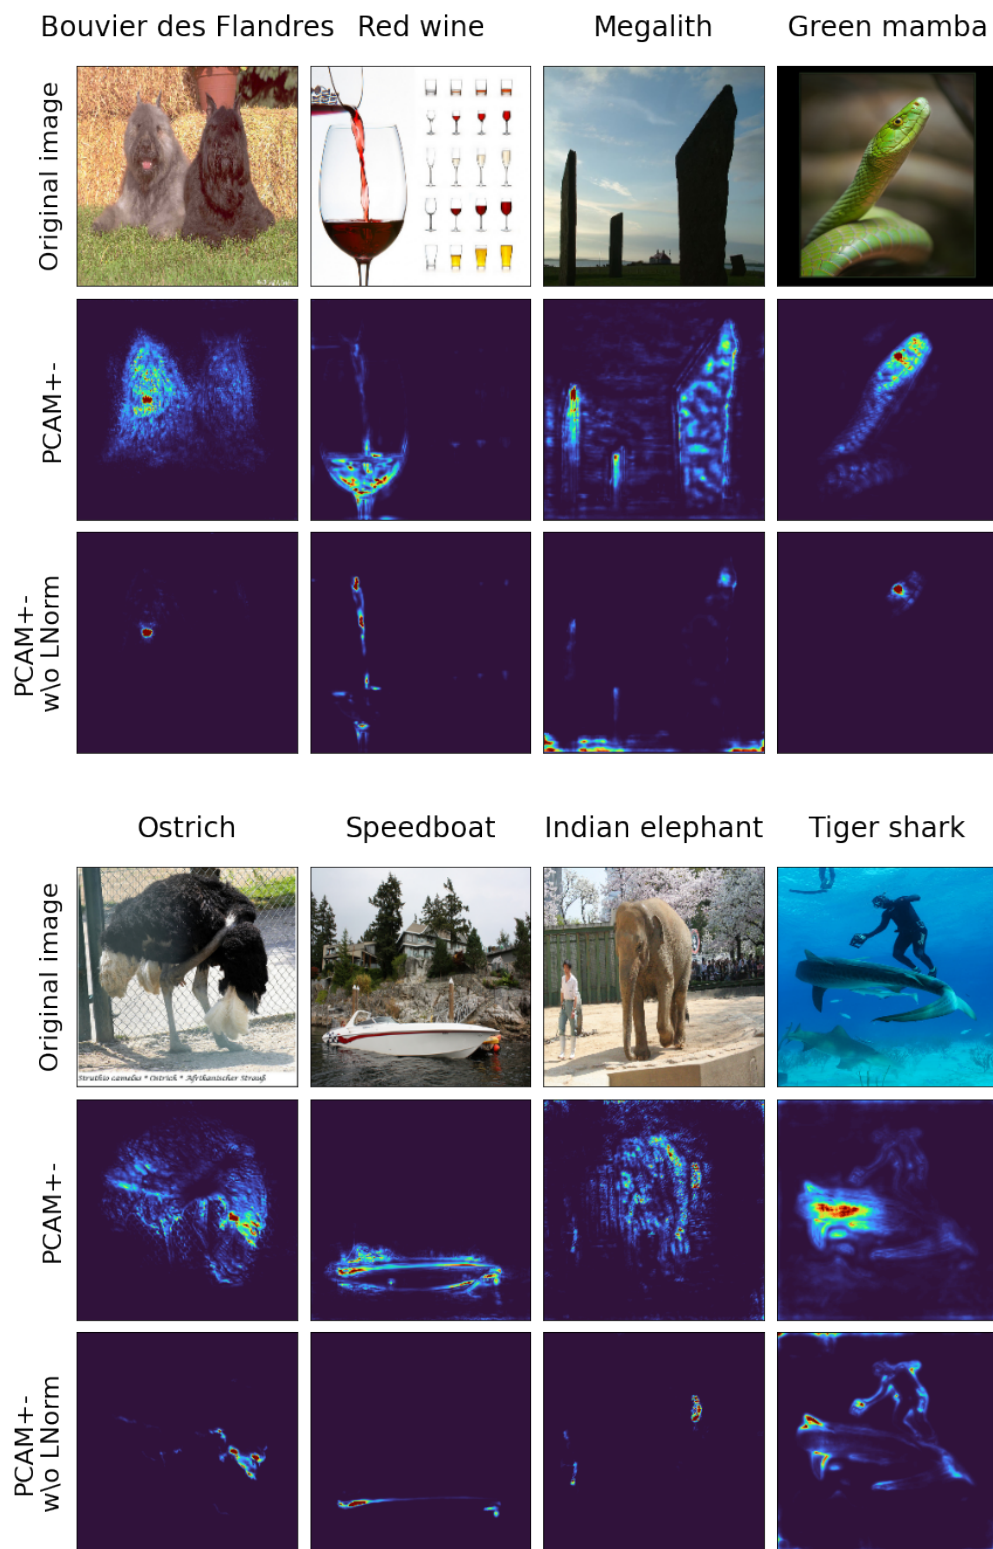 Bouvier des Flandres Red wine Megalith Green mamba
Original image
PCAM+-
PCAM+-
w\o LNorm
Ostrich Speedboat Indian elephant Tiger shark
Original image
Struthio camelus * Ostrich * Afrikanischer Strauß
PCAM+-
PCAM+-
w\o LNorm